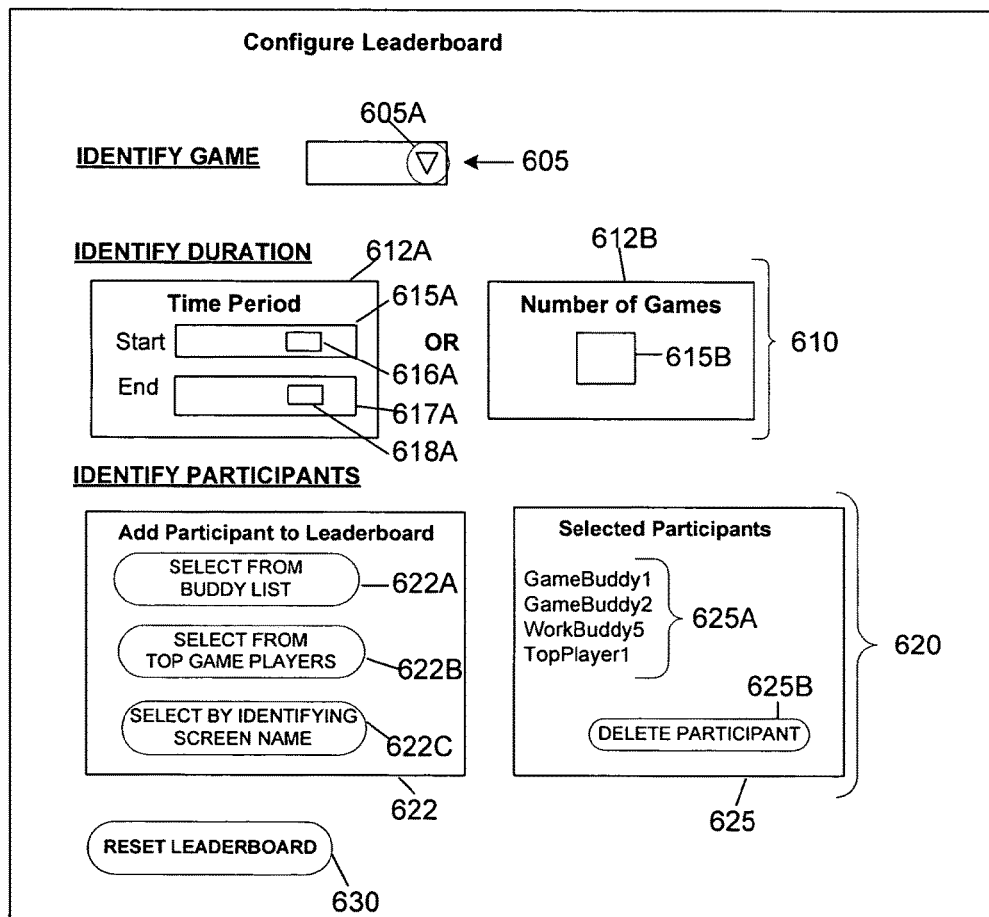 Configure Leaderboard
605A
IDENTIFY GAME
605
IDENTIFY DURATION
612A
612B
Time Period
615A
Number of Games
Start
OR
616A
615B
610
End
617A
618A
IDENTIFY PARTICIPANTS
Add Participant to Leaderboard
Selected Participants
SELECT FROM
BUDDY LIST
622A
GameBuddy1
GameBuddy2
WorkBuddy5
TopPlayer1
625A
SELECT FROM
TOP GAME PLAYERS
622B
620
625B
SELECT BY IDENTIFYING
SCREEN NAME
622C
DELETE PARTICIPANT
622
625
RESET LEADERBOARD
630